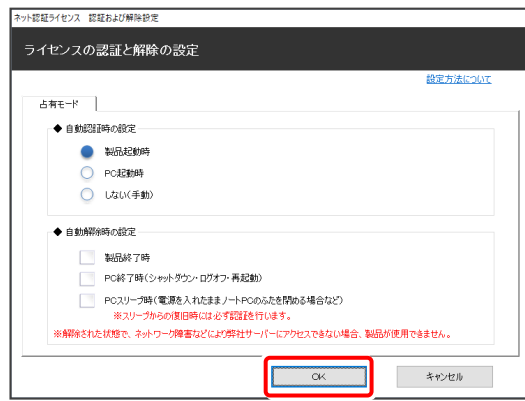 ネット認証ライセンス　認証および解除設定
ライセンスの認証と解除の設定
設定方法について
占有モード
◆ 自動認証時の設定
製品起動時
PC起動時
しない(手動)
◆ 自動解除時の設定
製品終了時
PC終了時(シャットダウン・ログオフ・再起動)
PCスリープ時(電源を入れたままノートPCのふたを閉める場合など)
※スリープからの復旧時には必ず認証を行います。
※解除された状態で、ネットワーク障害などにより弊社サーバーにアクセスできない場合、製品が使用できません。
OK
キャンセル